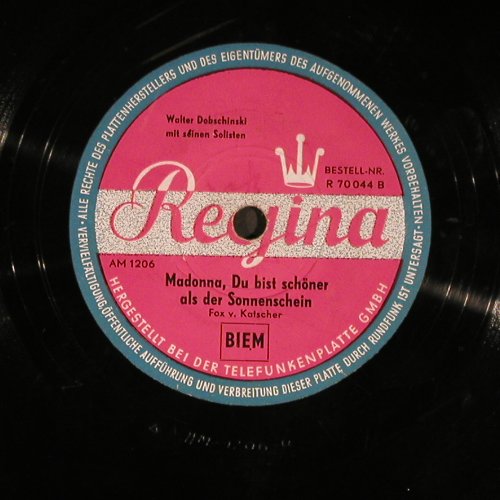 ALLE RECHTE DES PLATTENHERSTELLERS UND DES EIGENTÜMERS DES AUFGENOMMENEN WERKES VORBEHALTEN·
VERVIELFÄLTIGUNG ÖFFENTLICHE AUFFÜHRUNG UND VERBREITUNG DIESER PLATTE DURCH RUNDFUNK IST UNTERSAGT·
Walter Dobschinski
mit seinen Solisten
BESTELL-NR.
R 70 044 B
Regina
AM 1206
Madonna, Du bist schöner
als der Sonnenschein
Fox v. Katscher
BIEM
HERGESTELLT BEI DER TELEFUNKENPLATTE GMBH